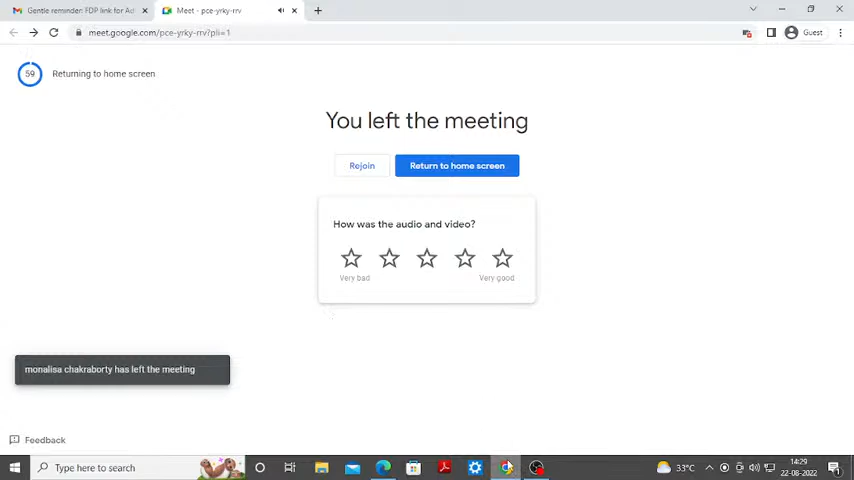 Gentle reminder: FDP link for Ad
Meet - pce-yrky-rrv
meet.google.com/pce-yrky-rrv?pli=1
Guest
59
Returning to home screen
You left the meeting
Rejoin
Return to home screen
How was the audio and video?
Very bad
Very good
monalisa chakraborty has left the meeting
Feedback
Type here to search
33°C
14:29
22-08-2022